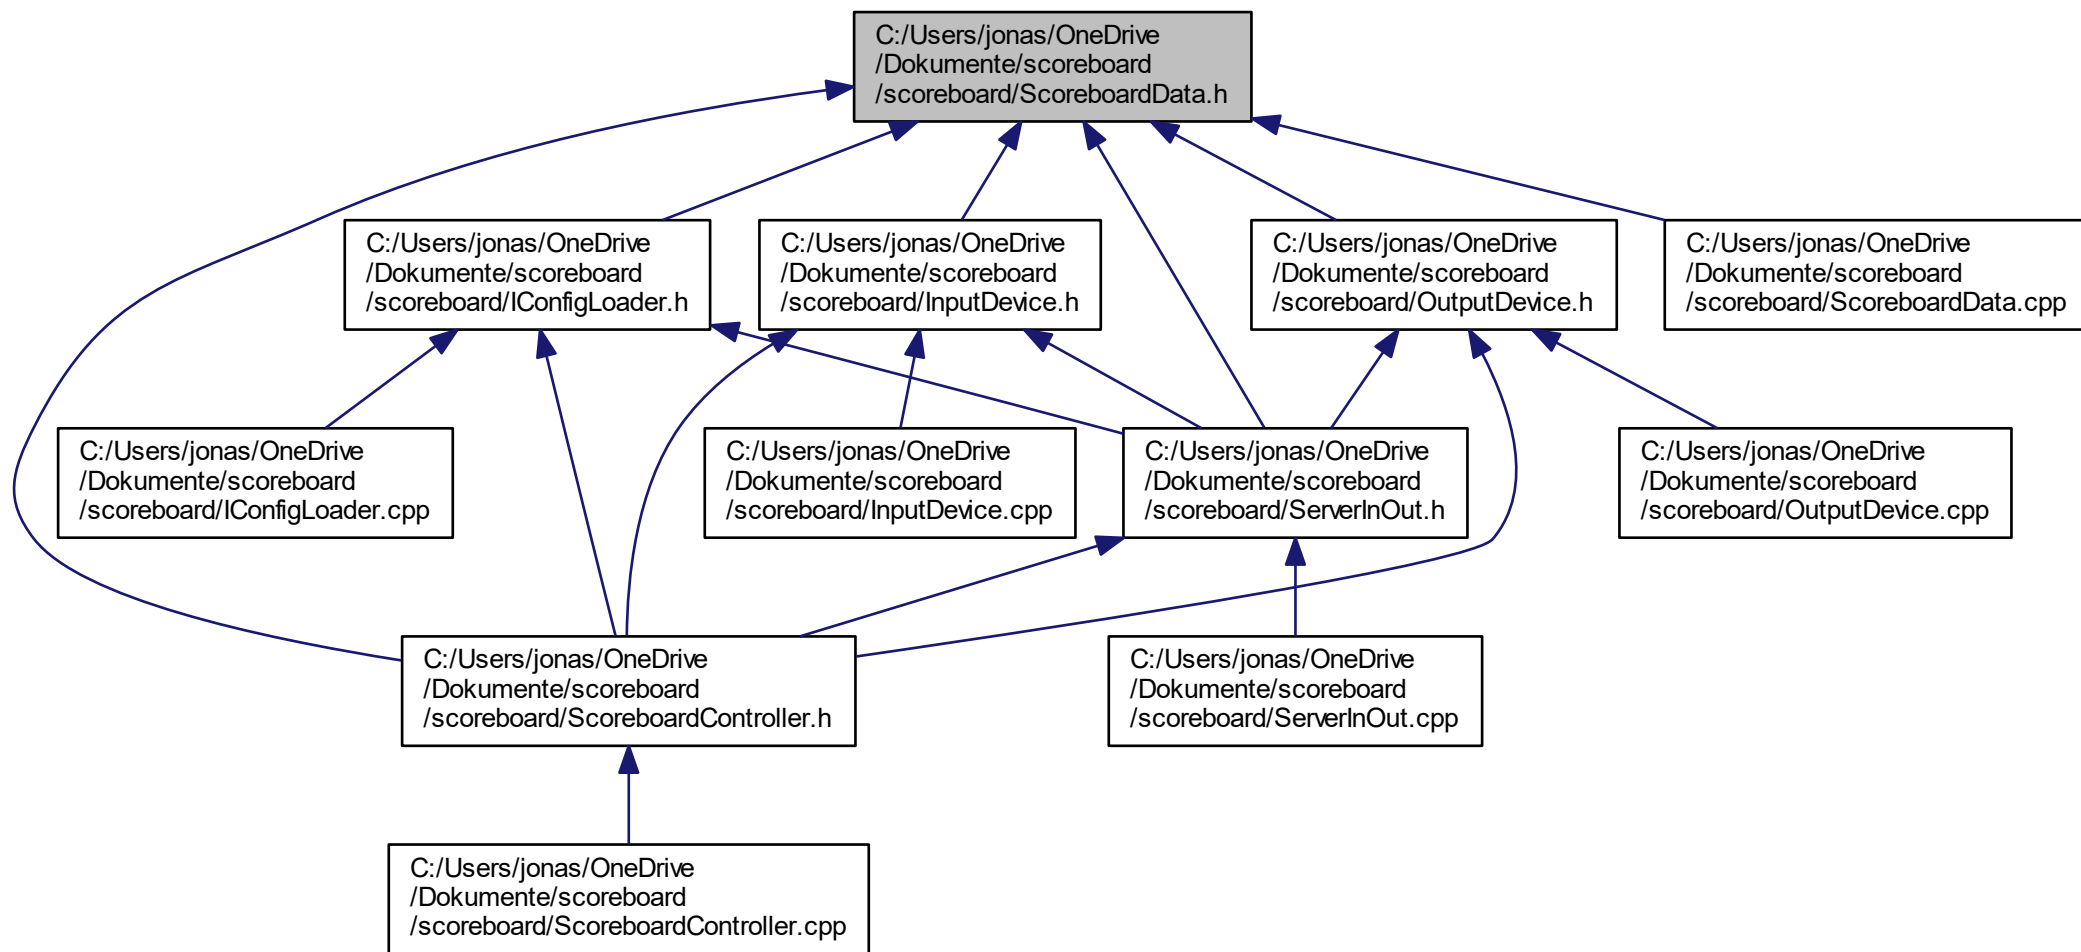 C:/Users/jonas/OneDrive
/Dokumente/scoreboard
/scoreboard/ScoreboardData.h
C:/Users/jonas/OneDrive
/Dokumente/scoreboard
/scoreboard/IConfigLoader.h
C:/Users/jonas/OneDrive
/Dokumente/scoreboard
/scoreboard/InputDevice.h
C:/Users/jonas/OneDrive
/Dokumente/scoreboard
/scoreboard/OutputDevice.h
C:/Users/jonas/OneDrive
/Dokumente/scoreboard
/scoreboard/ScoreboardData.cpp
C:/Users/jonas/OneDrive
/Dokumente/scoreboard
/scoreboard/IConfigLoader.cpp
C:/Users/jonas/OneDrive
/Dokumente/scoreboard
/scoreboard/InputDevice.cpp
C:/Users/jonas/OneDrive
/Dokumente/scoreboard
/scoreboard/ServerInOut.h
C:/Users/jonas/OneDrive
/Dokumente/scoreboard
/scoreboard/OutputDevice.cpp
C:/Users/jonas/OneDrive
/Dokumente/scoreboard
/scoreboard/ScoreboardController.h
C:/Users/jonas/OneDrive
/Dokumente/scoreboard
/scoreboard/ServerInOut.cpp
C:/Users/jonas/OneDrive
/Dokumente/scoreboard
/scoreboard/ScoreboardController.cpp